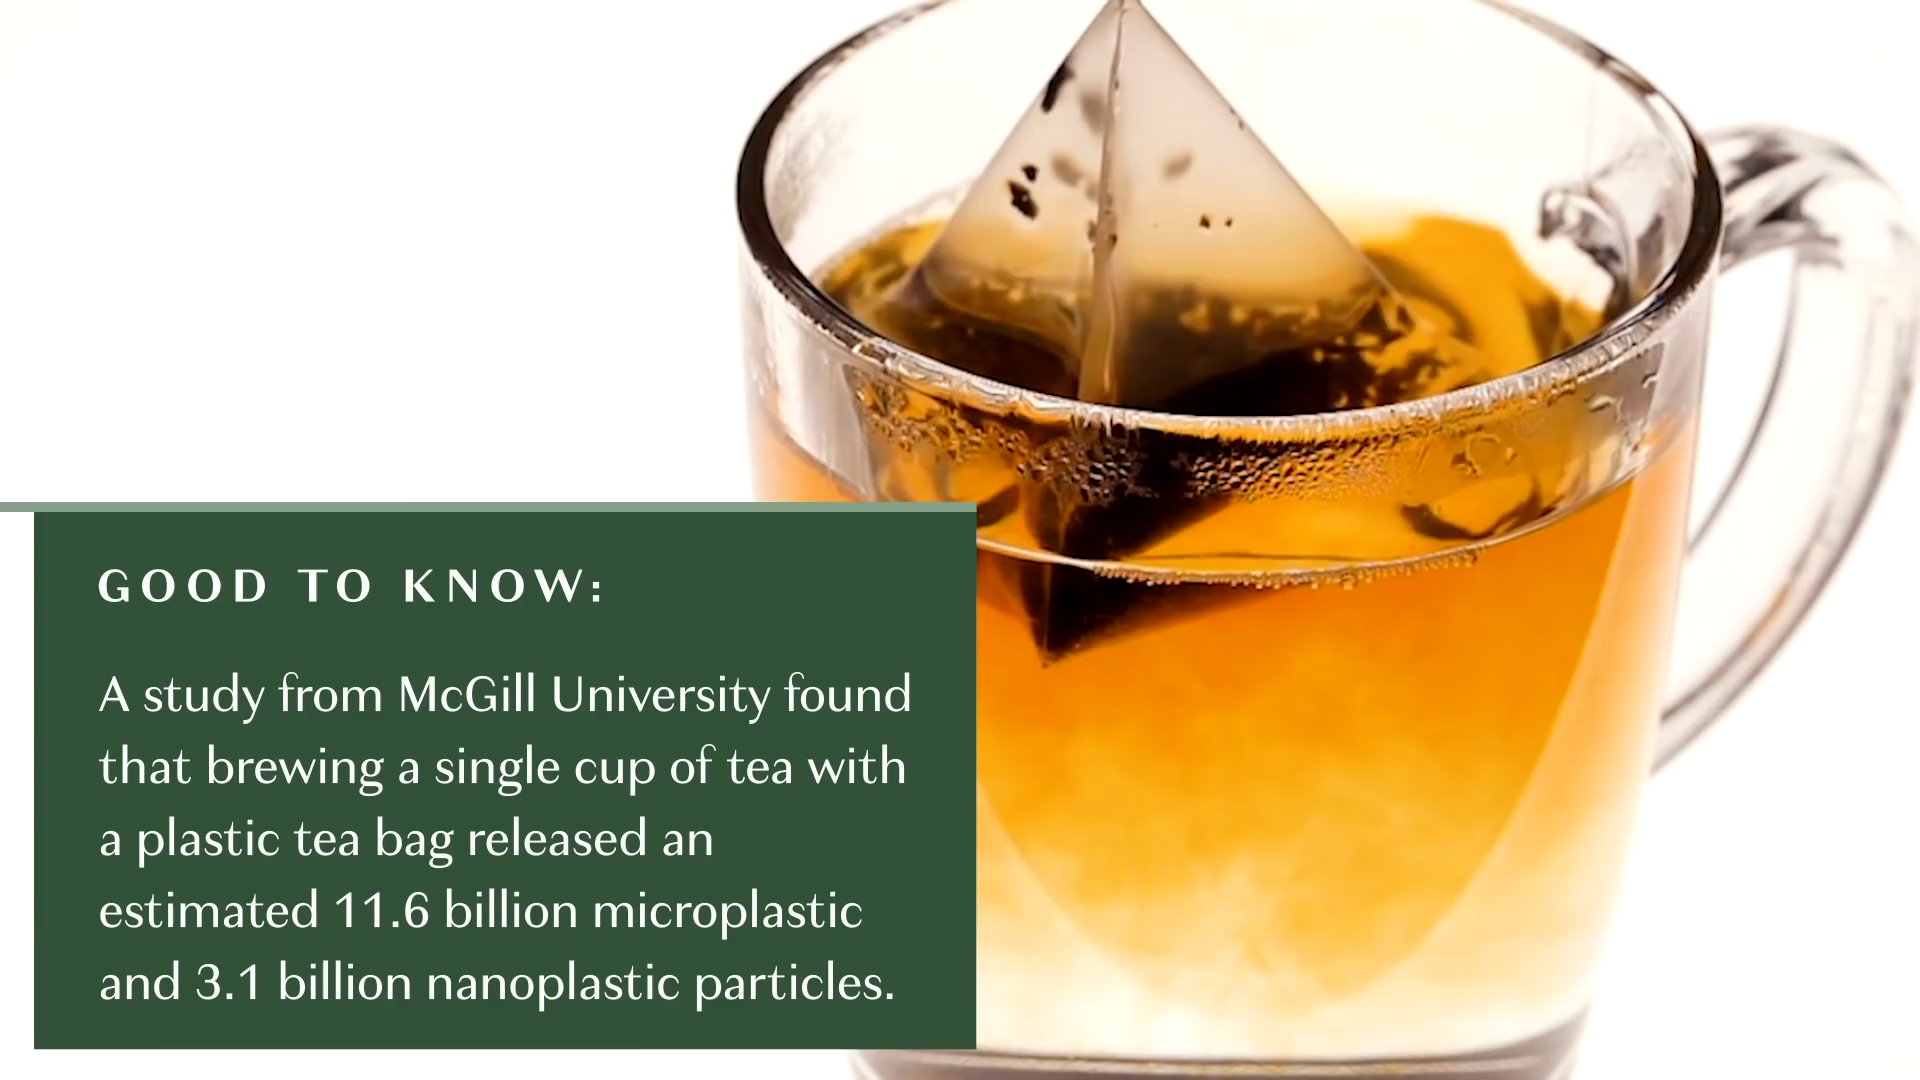 GOOD TO KNOW:
A study from McGill University found
that brewing a single cup of tea with
a plastic tea bag released an
estimated 11.6 billion microplastic
and 3.1 billion nanoplastic particles.